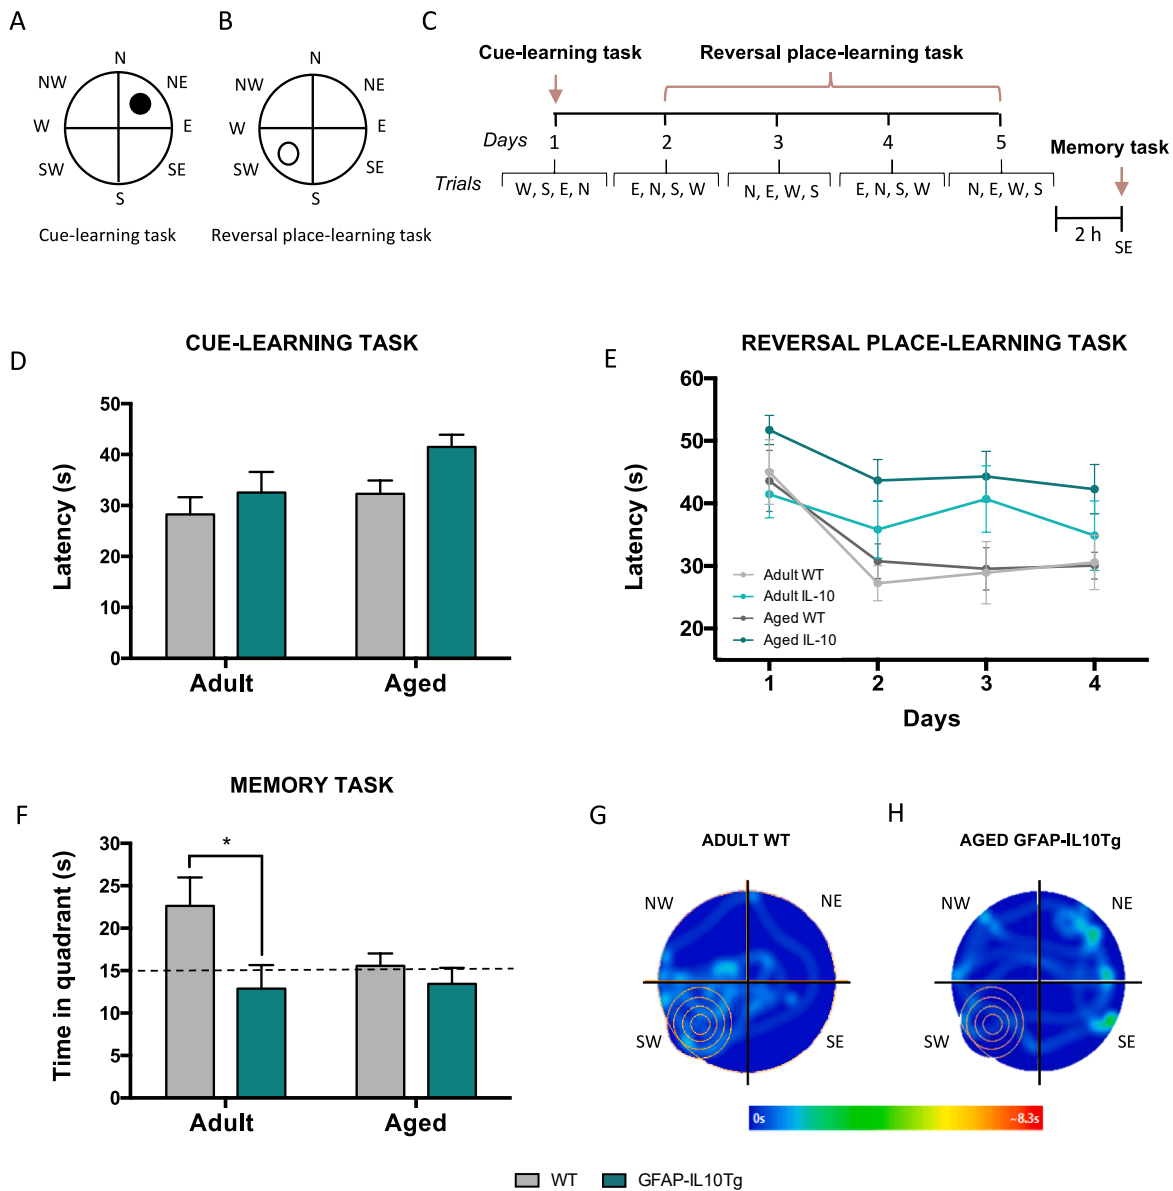 A
N
NW
NE
W
E
SW
SE
S
Cue-learning task
B
N
NW
NE
W
E
SW
SE
S
Reversal place-learning task
C
Cue-learning task
Reversal place-learning task
Days
1
2
3
4
5
Memory task
Trials
W, S, E, N
E, N, S, W
N, E, W, S
E, N, S, W
N, E, W, S
2 h
SE
D
CUE-LEARNING TASK
Latency (s)
50
40
30
20
10
0
Adult
Aged
E
REVERSAL PLACE-LEARNING TASK
Latency (s)
60
50
40
30
20
Adult WT
Adult IL-10
Aged WT
Aged IL-10
1
2
3
4
Days
F
MEMORY TASK
Time in quadrant (s)
30
25
20
15
10
5
0
*
Adult
Aged
G
ADULT WT
NW
NE
SW
SE
H
AGED GFAP-IL10Tg
NW
NE
SW
SE
0s
~8.3s
WT
GFAP-IL10Tg